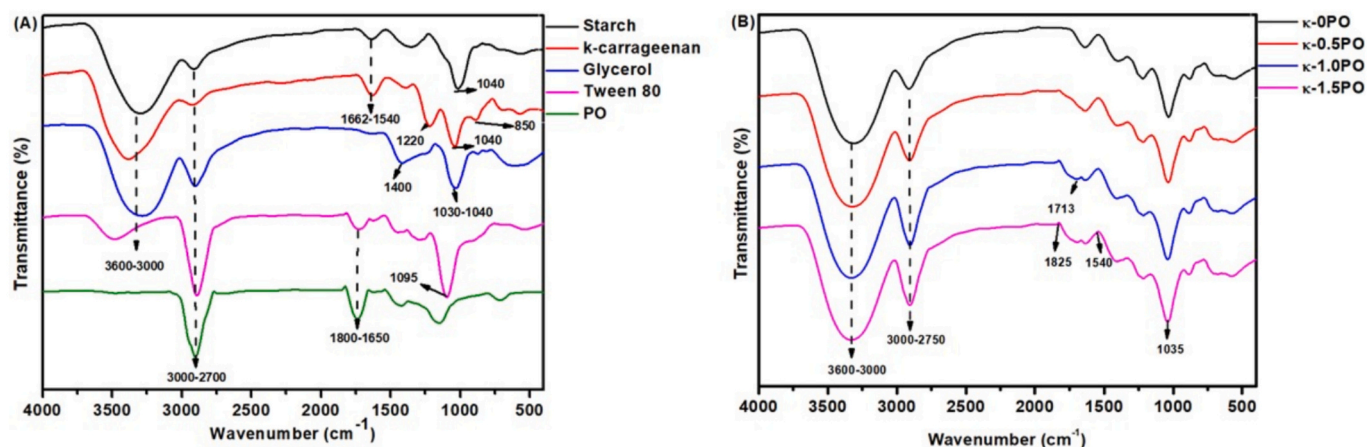 (A)
Starch
k-carrageenan
Glycerol
Tween 80
PO
1040
1662-1540
1220
850
1040
1400
1030-1040
3600-3000
1095
1800-1650
3000-2700
Transmittance (%)
4000 3500 3000 2500 2000 1500 1000 500
Wavenumber (cm⁻¹)
(B)
κ-0PO
κ-0.5PO
κ-1.0PO
κ-1.5PO
1713
1825
1540
3000-2750
1035
3600-3000
Transmittance (%)
4000 3500 3000 2500 2000 1500 1000 500
Wavenumber (cm⁻¹)